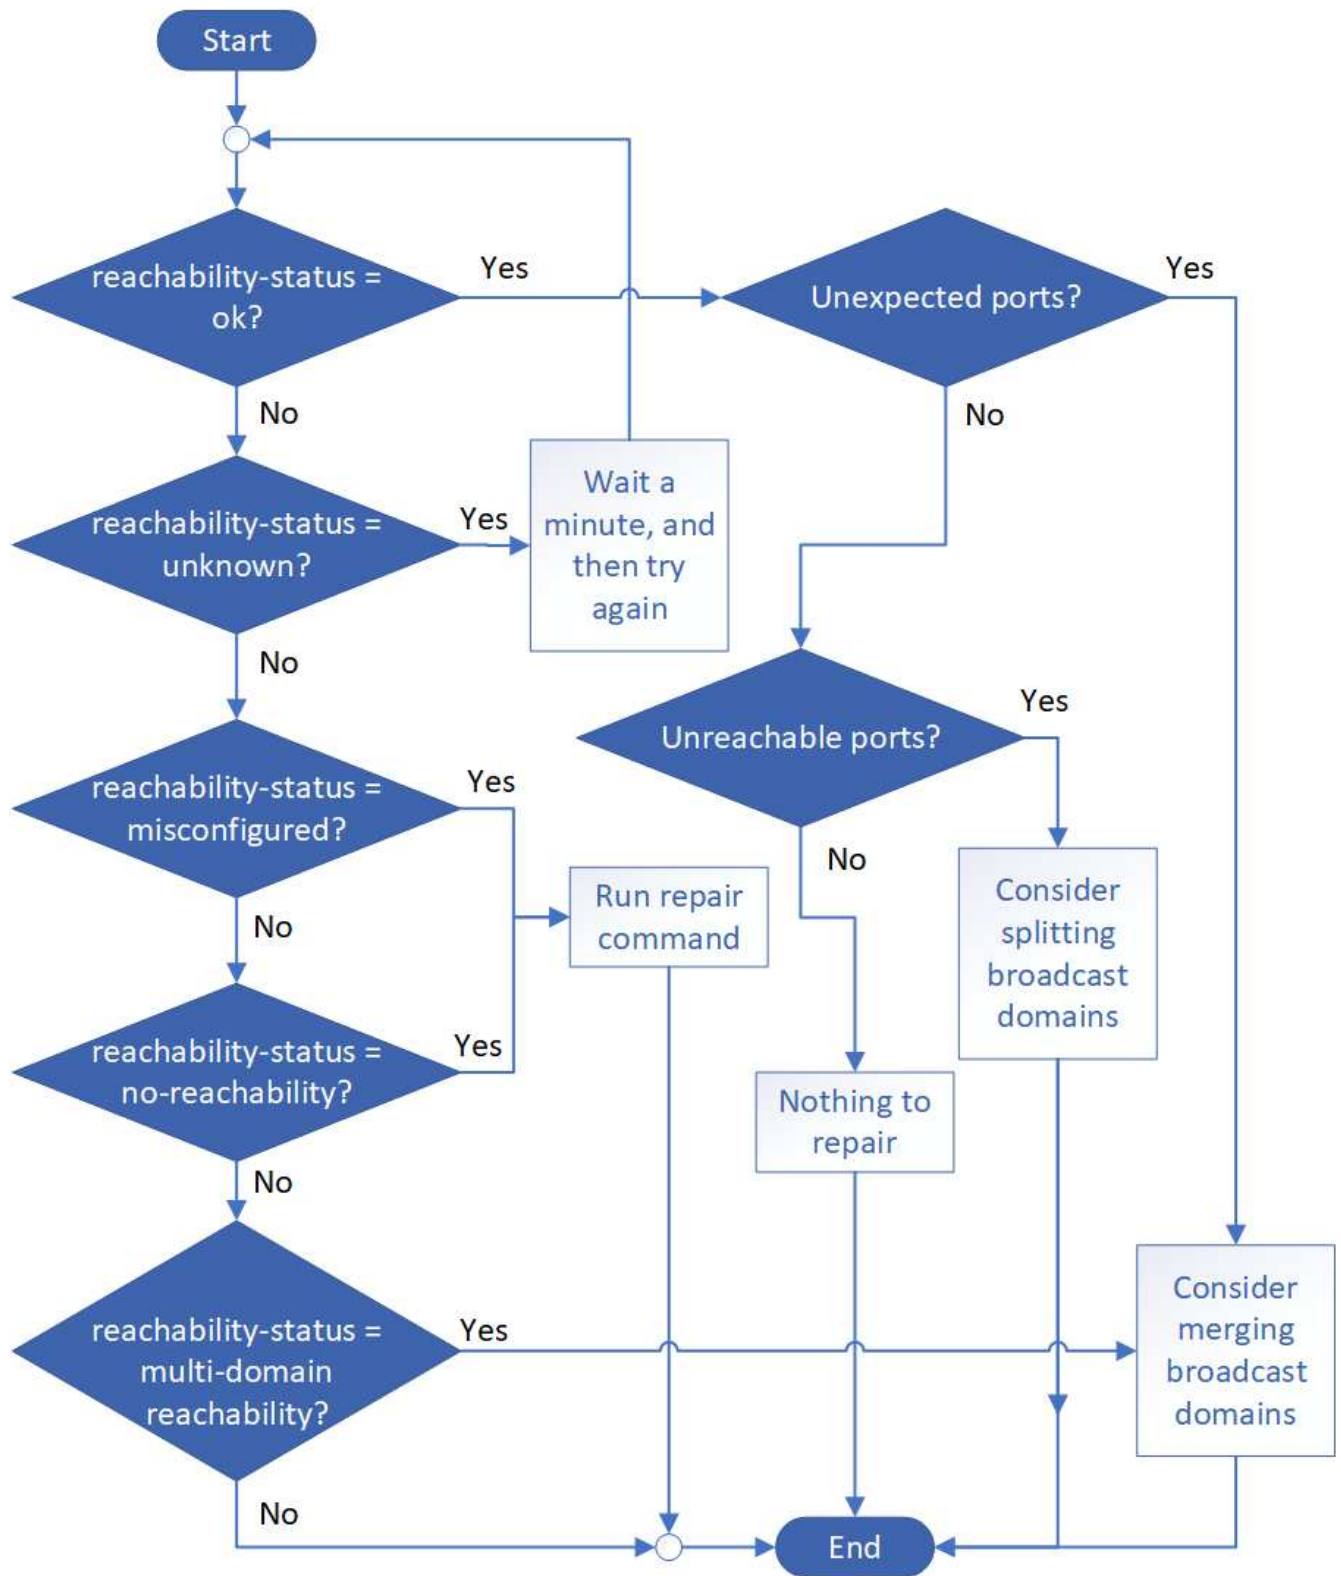 Start
reachability-status =
ok?
Yes
Unexpected ports?
Yes
No
No
reachability-status =
unknown?
Yes
Wait a
minute, and
then try
again
No
Unreachable ports?
Yes
reachability-status =
misconfigured?
Yes
No
Run repair
command
Consider
splitting
broadcast
domains
No
reachability-status =
no-reachability?
Yes
Nothing to
repair
No
reachability-status =
multi-domain
reachability?
Yes
Consider
merging
broadcast
domains
No
End